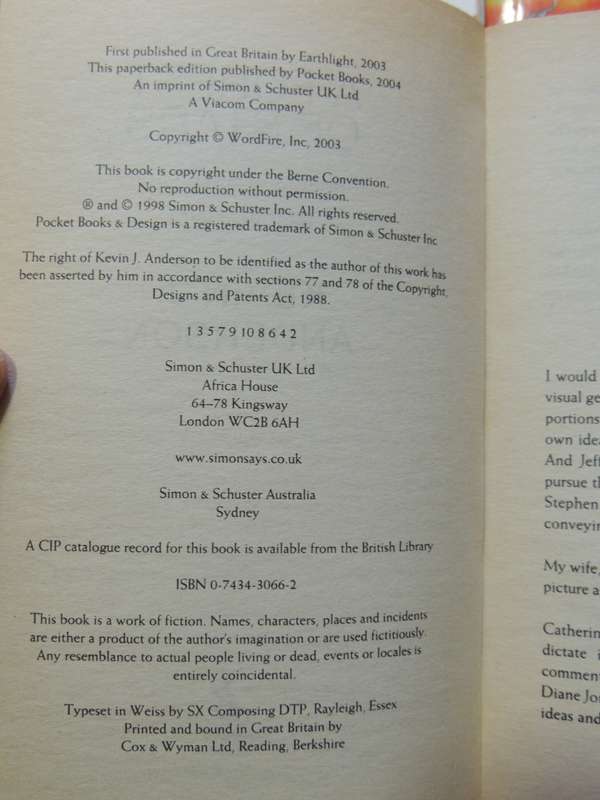 First published in Great Britain by Earthlight, 2003
This paperback edition published by Pocket Books, 2004
An imprint of Simon & Schuster UK Ltd
A Viacom Company
Copyright © WordFire, Inc, 2003
This book is copyright under the Berne Convention.
No reproduction without permission.
® and © 1998 Simon & Schuster Inc. All rights reserved.
Pocket Books & Design is a registered trademark of Simon & Schuster Inc
The right of Kevin J. Anderson to be identified as the author of this work has
been asserted by him in accordance with sections 77 and 78 of the Copyright,
Designs and Patents Act, 1988.
1 3 5 7 9 10 8 6 4 2
Simon & Schuster UK Ltd
Africa House
64–78 Kingsway
London WC2B 6AH
www.simonsays.co.uk
Simon & Schuster Australia
Sydney
A CIP catalogue record for this book is available from the British Library
ISBN 0-7434-3066-2
This book is a work of fiction. Names, characters, places and incidents
are either a product of the author's imagination or are used fictitiously.
Any resemblance to actual people living or dead, events or locales is
entirely coincidental.
Typeset in Weiss by SX Composing DTP, Rayleigh, Essex
Printed and bound in Great Britain by
Cox & Wyman Ltd, Reading, Berkshire
I would
visual
portions
own
And
pursue
Stephen
My wife,
picture
dictate
ideas and